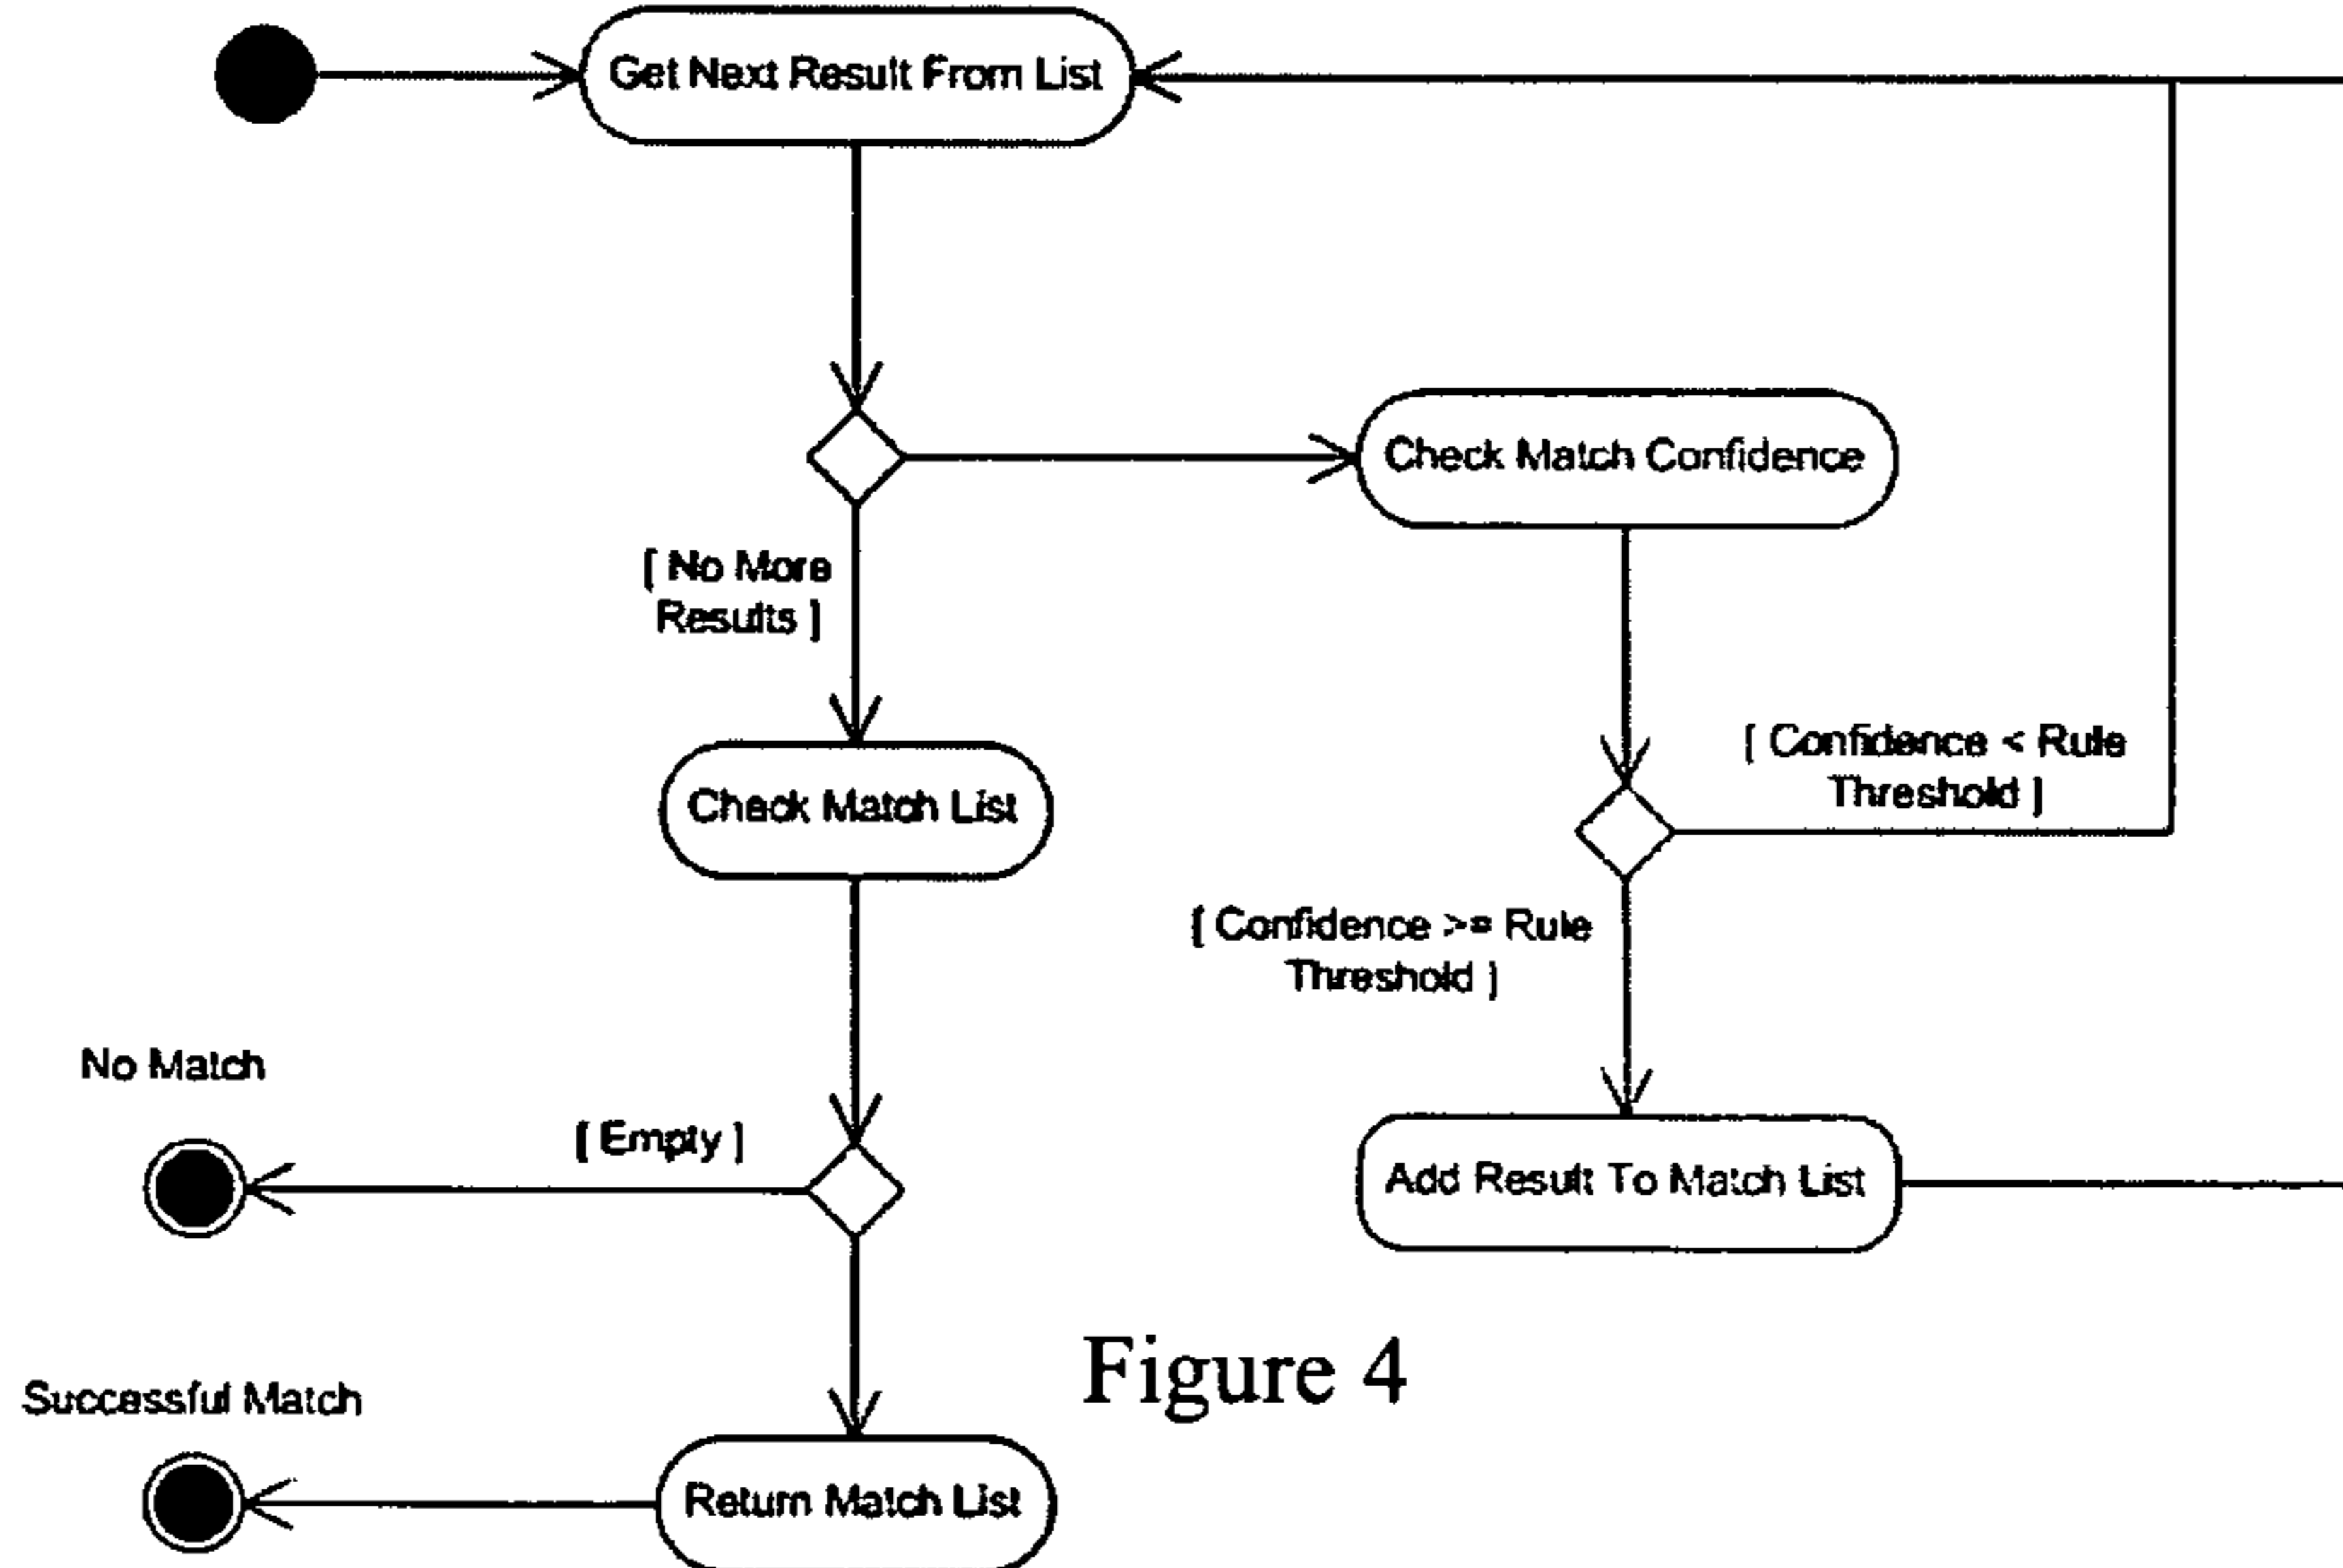 Get Next Result From List
Check Match Confidence
[ No More
Results ]
[ Confidence < Rule
Threshold ]
Check Match List
[ Confidence >= Rule
Threshold ]
No Match
[ Empty ]
Add Result To Match List
Figure 4
Successful Match
Return Match List